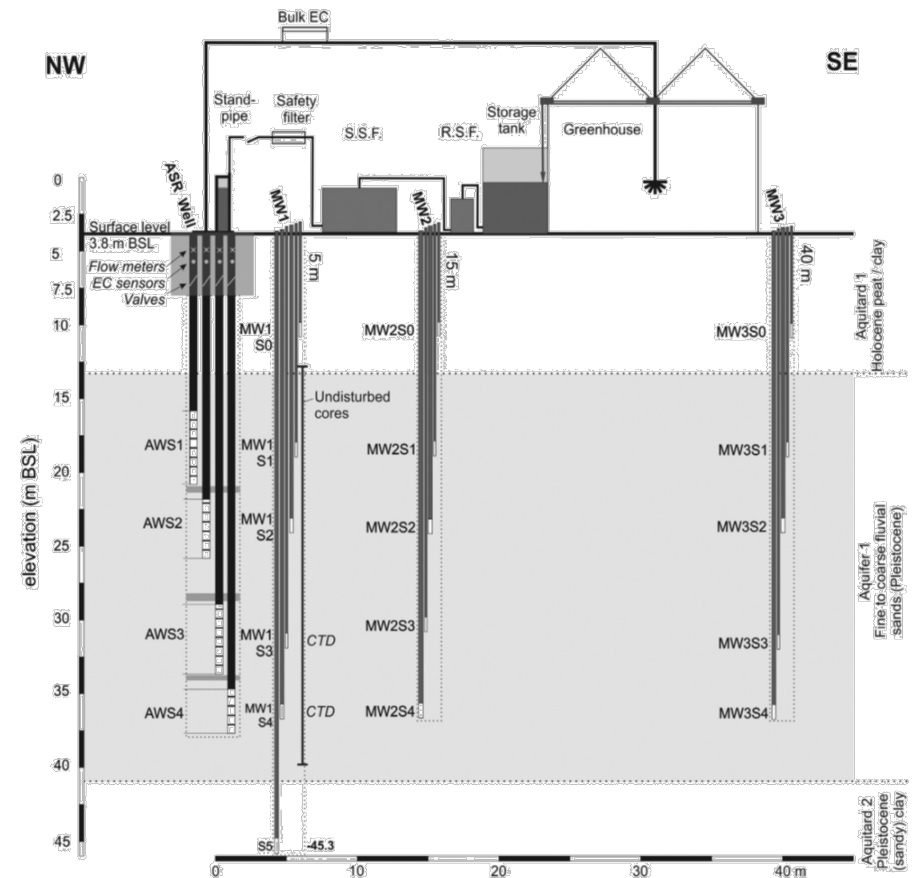 Bulk EC
NW
SE
Stand-
pipe
Safety
filter
S.S.F.
R.S.F.
Storage
tank
Greenhouse
ASR Well
MW1
MW2
MW3
0
2.5
5
7.5
10
15
20
25
30
35
40
45
elevation (m BSL)
Surface level
3.8 m BSL
Flow meters
EC sensors
Valves
5 m
15 m
40 m
MW1
S0
MW2S0
MW3S0
Undisturbed
cores
AWS1
MW1
S1
MW2S1
MW3S1
AWS2
MW1
S2
MW2S2
MW3S2
AWS3
MW1
S3
CTD
MW2S3
MW3S3
AWS4
MW1
S4
CTD
MW2S4
MW3S4
S5
-45.3
Aquitard 1
Holocene peat / clay
Aquifer 1
Fine to coarse fluvial
sands (Pleistocene)
Aquitard 2
Pleistocene
(sandy) clay
0
10
20
30
40 m